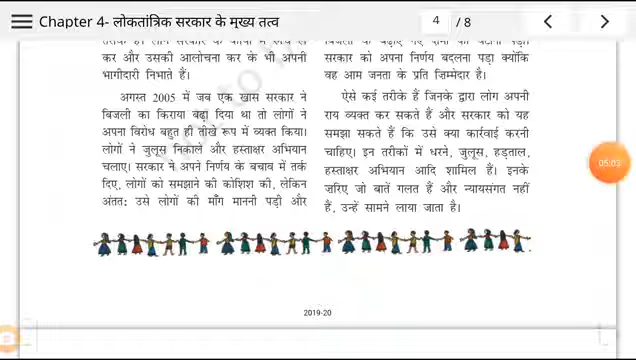 Chapter 4- लोकतांत्रिक सरकार के मुख्य तत्व
4 / 8
कर और उसकी आलोचना कर के भी अपनी
भागीदारी निभाते हैं।
अगस्त 2005 में जब एक खास सरकार ने
बिजली का किराया बढ़ा दिया था तो लोगों ने
अपना विरोध बहुत ही तीखे रूप में व्यक्त किया।
लोगों ने जुलूस निकाले और हस्ताक्षर अभियान
चलाए। सरकार ने अपने निर्णय के बचाव में तर्क
दिए, लोगों को समझाने की कोशिश की, लेकिन
अंततः उसे लोगों की माँग माननी पड़ी और
सरकार को अपना निर्णय बदलना पड़ा क्योंकि
वह आम जनता के प्रति ज़िम्मेदार है।
ऐसे कई तरीके हैं जिनके द्वारा लोग अपनी
राय व्यक्त कर सकते हैं और सरकार को यह
समझा सकते हैं कि उसे क्या कार्रवाई करनी
चाहिए। इन तरीकों में धरने, जुलूस, हड़ताल,
हस्ताक्षर अभियान आदि शामिल हैं। इनके
ज़रिए जो बातें गलत हैं और न्यायसंगत नहीं
हैं, उन्हें सामने लाया जाता है।
05:03
2019-20